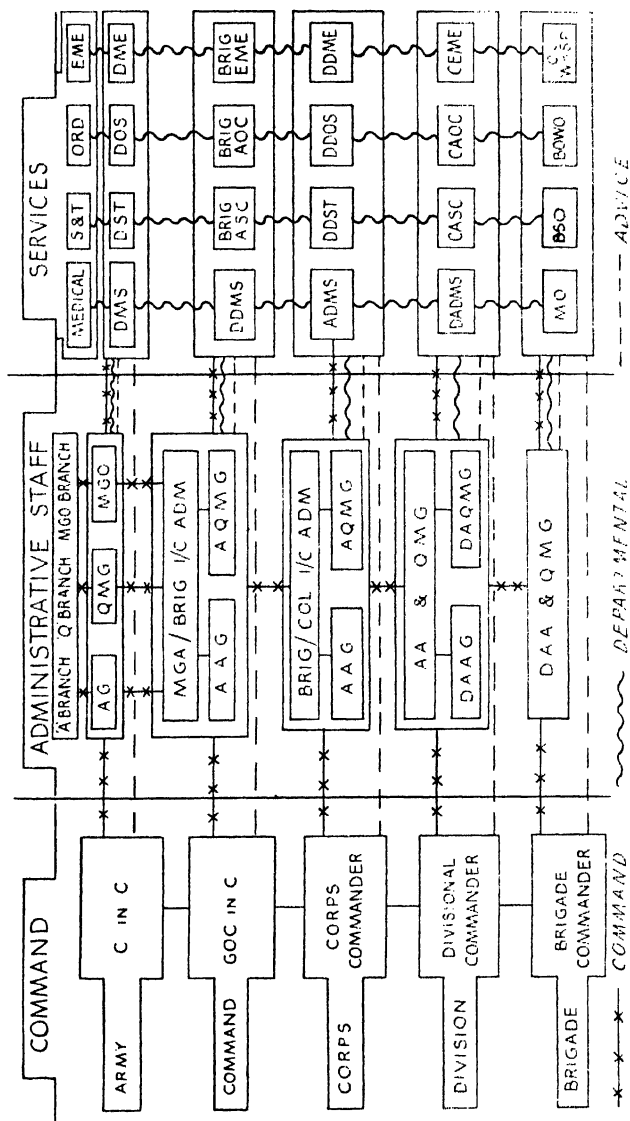 COMMAND
ADMINISTRATIVE STAFF
SERVICES
'A' BRANCH
'Q' BRANCH
MGO BRANCH
MEDICAL
S & T
ORD
EME
ARMY
C IN C
AG
QMG
MGO
DMS
DST
DOS
DME
COMMAND
GOC IN C
MGA / BRIG I/C ADM
AAG
AQMG
DDMS
BRIG
ASC
BRIG
AOC
BRIG
EME
CORPS
CORPS
COMMANDER
BRIG/COL I/C ADM
AAG
AQMG
ADMS
DDST
DDOS
DDME
DIVISION
DIVISIONAL
COMMANDER
AA & QMG
DAAG
DAQMG
DADMS
CASC
CAOC
CEME
BRIGADE
BRIGADE
COMMANDER
DAA & QMG
MO
BSO
BOWO
COMMAND
DEPARTMENTAL
ADVICE